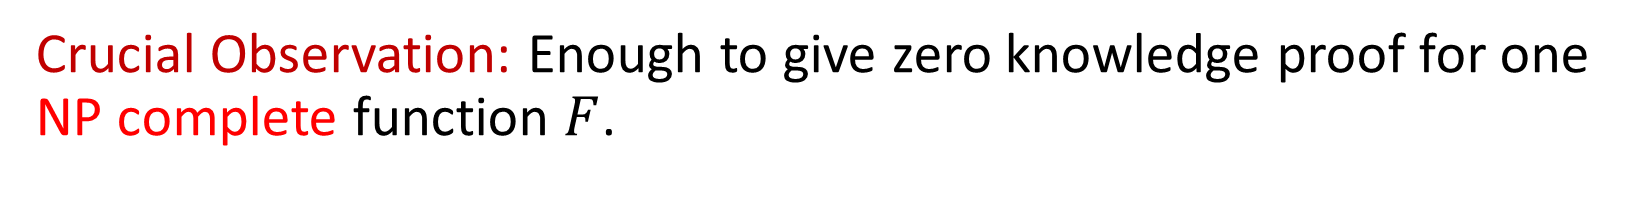 Crucial Observation: Enough to give zero knowledge proof for one
NP complete function F.